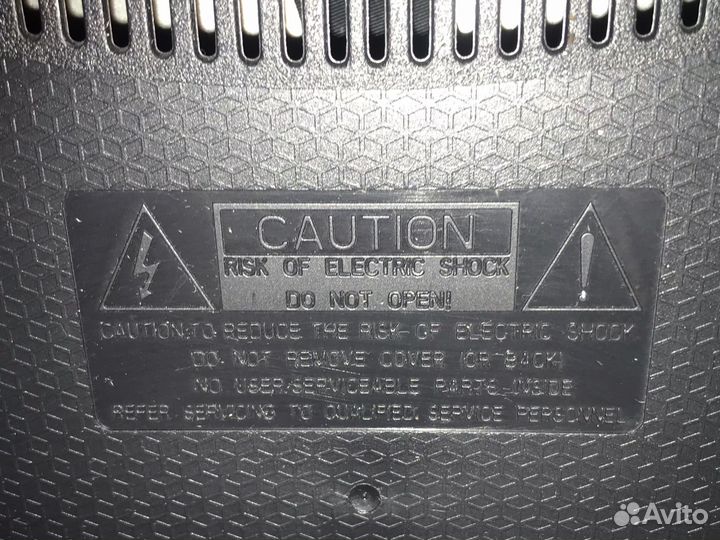 CAUTION
RISK OF ELECTRIC SHOCK
DO NOT OPEN!
CAUTION: TO REDUCE THE RISK OF ELECTRIC SHOCK
DO NOT REMOVE COVER (OR BACK)
NO USER-SERVICEABLE PARTS INSIDE
REFER SERVICING TO QUALIFIED SERVICE PERSONNEL
Avito